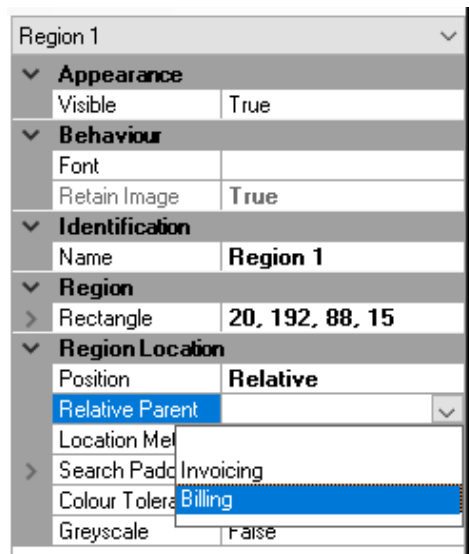 Region 1
Appearance
Visible True
Behaviour
Font
Retain Image True
Identification
Name Region 1
Region
Rectangle 20, 192, 88, 15
Region Location
Position Relative
Relative Parent
Location Met
Search Padd Invoicing
Colour Tolera Billing
Greyscale False